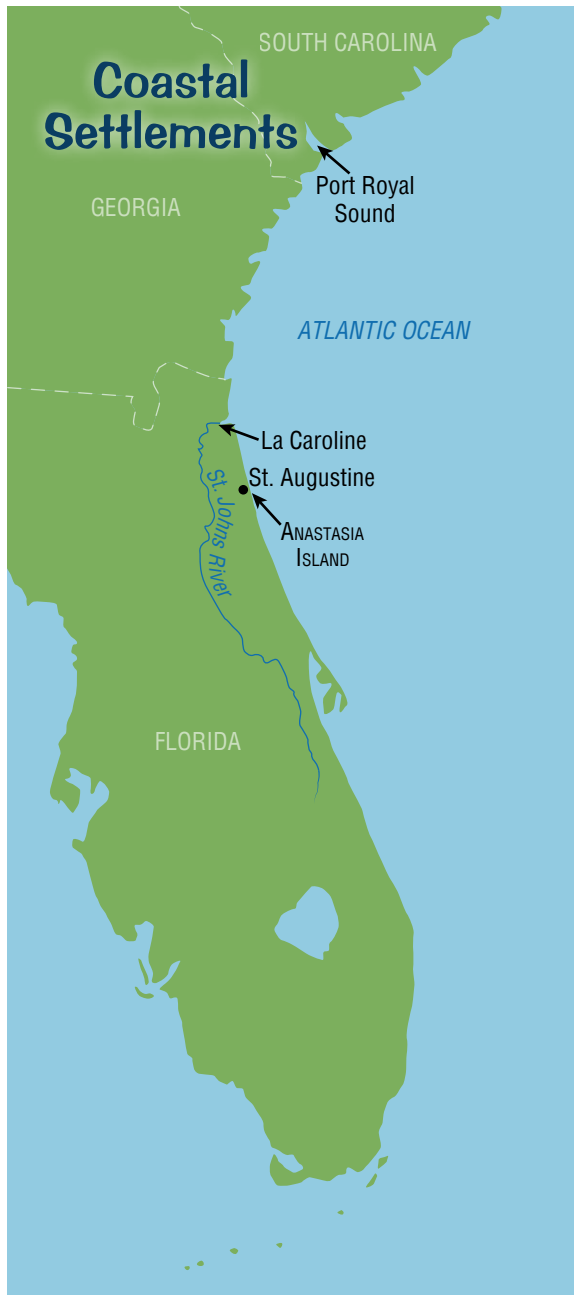 SOUTH CAROLINA
Coastal
Settlements
Port Royal
Sound
GEORGIA
ATLANTIC OCEAN
La Caroline
St. Augustine
St. Johns River
ANASTASIA
ISLAND
FLORIDA